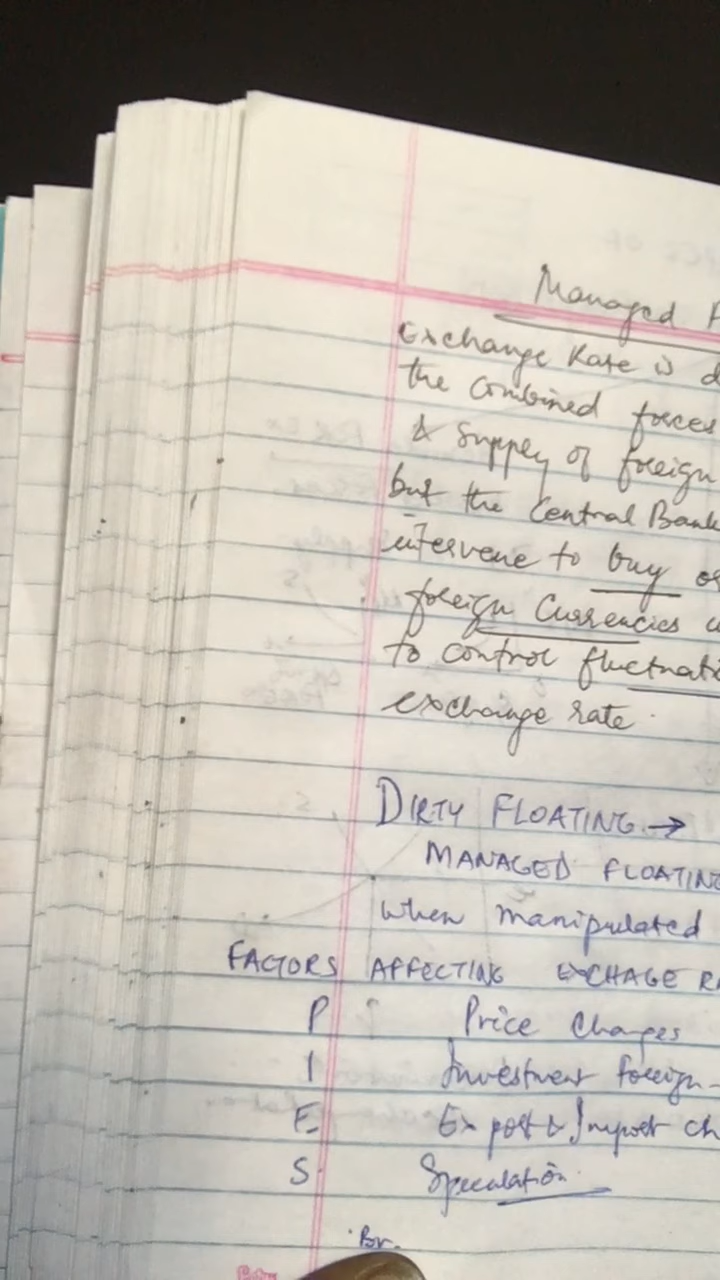 Managed F
Exchange Rate is d
the combined forces
& Supply of foreign
but the Central Bank
intervene to buy or
foreign Currencies
to control fluctuati
exchange rate.
DIRTY FLOATING →
MANAGED FLOATING
When manipulated
FACTORS AFFECTING EXCHAGE RA
P Price Changes
I Investment foreign
E Export & Import ch
S Speculation